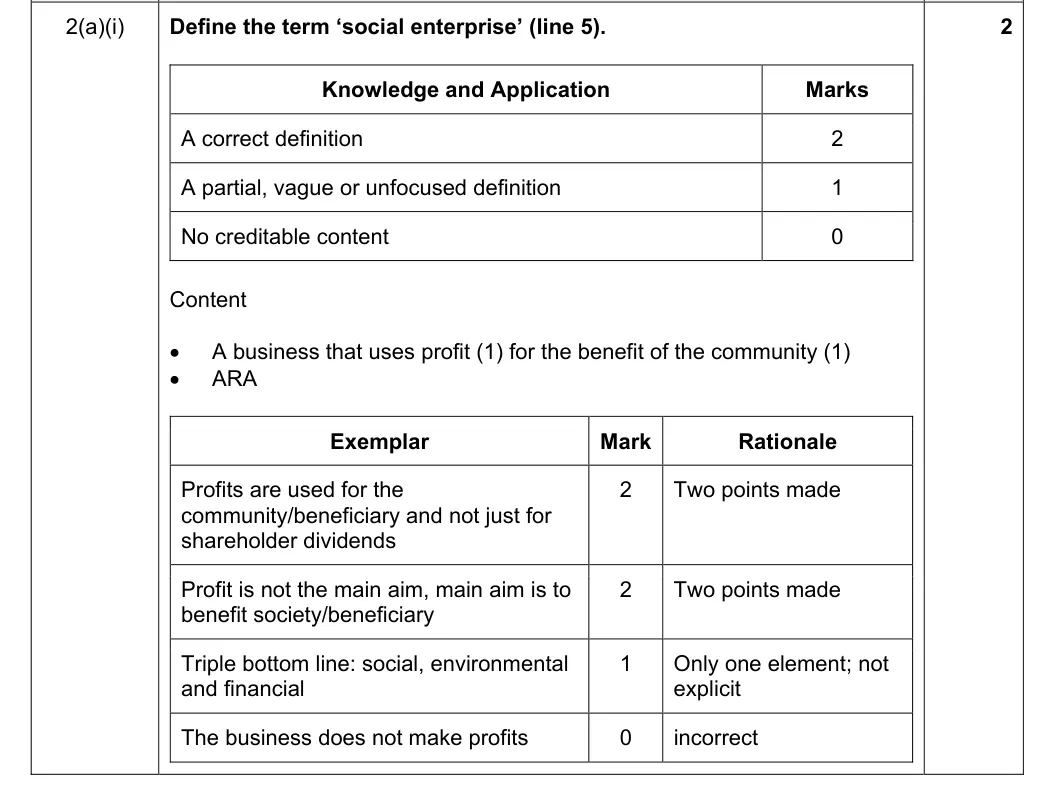 2(a)(i) Define the term ‘social enterprise’ (line 5). 2
Knowledge and Application Marks
A correct definition 2
A partial, vague or unfocused definition 1
No creditable content 0
Content
• A business that uses profit (1) for the benefit of the community (1)
• ARA
Exemplar Mark Rationale
Profits are used for the 2 Two points made
community/beneficiary and not just for
shareholder dividends
Profit is not the main aim, main aim is to 2 Two points made
benefit society/beneficiary
Triple bottom line: social, environmental 1 Only one element; not
and financial explicit
The business does not make profits 0 incorrect